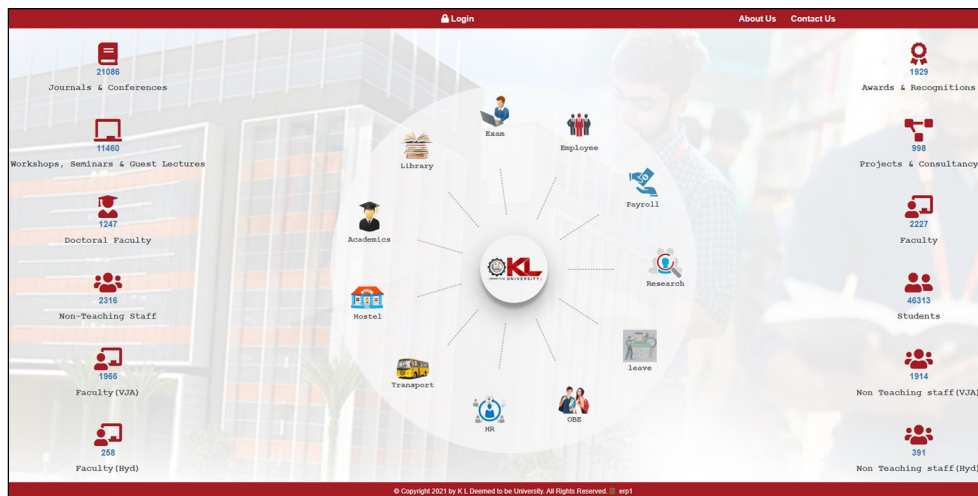 Login
About Us Contact Us
21086
Journals & Conferences
11460
Workshops, Seminars & Guest Lectures
1247
Doctoral Faculty
2316
Non-Teaching Staff
1966
Faculty(VJA)
258
Faculty(Hyd)
Exam
Employee
Library
Payroll
Academics
Research
KL
UNIVERSITY
Hostel
leave
Transport
OBE
HR
1929
Awards & Recognitions
998
Projects & Consultancy
2227
Faculty
46313
Students
1914
Non Teaching staff(VJA)
391
Non Teaching staff(Hyd)
© Copyright 2021 by K L Deemed to be University. All Rights Reserved. erp1